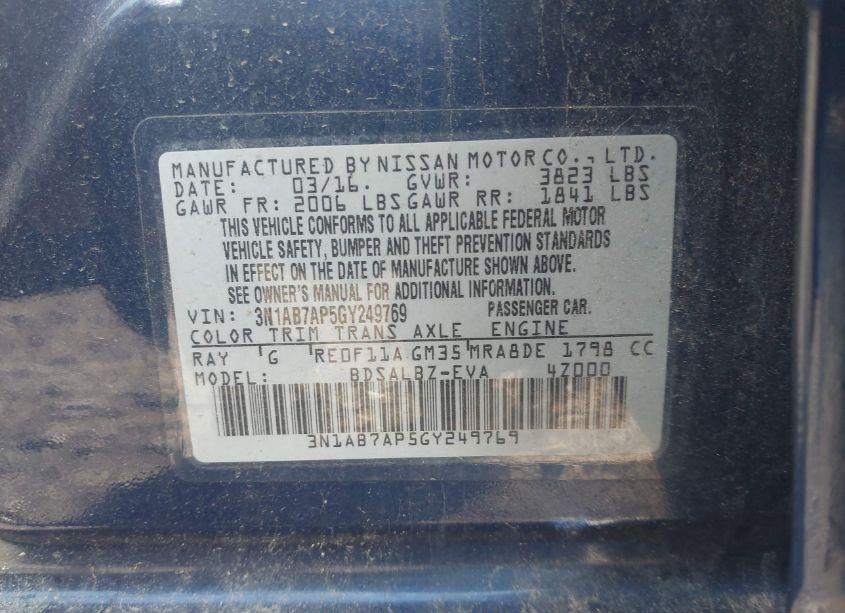 MANUFACTURED BY NISSAN MOTOR CO., LTD.
DATE: 03/16. GVWR: 3823 LBS
GAWR FR: 2006 LBS GAWR RR: 1841 LBS
THIS VEHICLE CONFORMS TO ALL APPLICABLE FEDERAL MOTOR
VEHICLE SAFETY, BUMPER AND THEFT PREVENTION STANDARDS
IN EFFECT ON THE DATE OF MANUFACTURE SHOWN ABOVE.
SEE OWNER'S MANUAL FOR ADDITIONAL INFORMATION.
VIN: 3N1AB7AP5GY249769 PASSENGER CAR.
COLOR TRIM TRANS AXLE ENGINE
RAY G RE0F11A GM35 MRA8DE 1798 CC
MODEL: BDSALBZ-EVA 4Z000
3N1AB7AP5GY249769